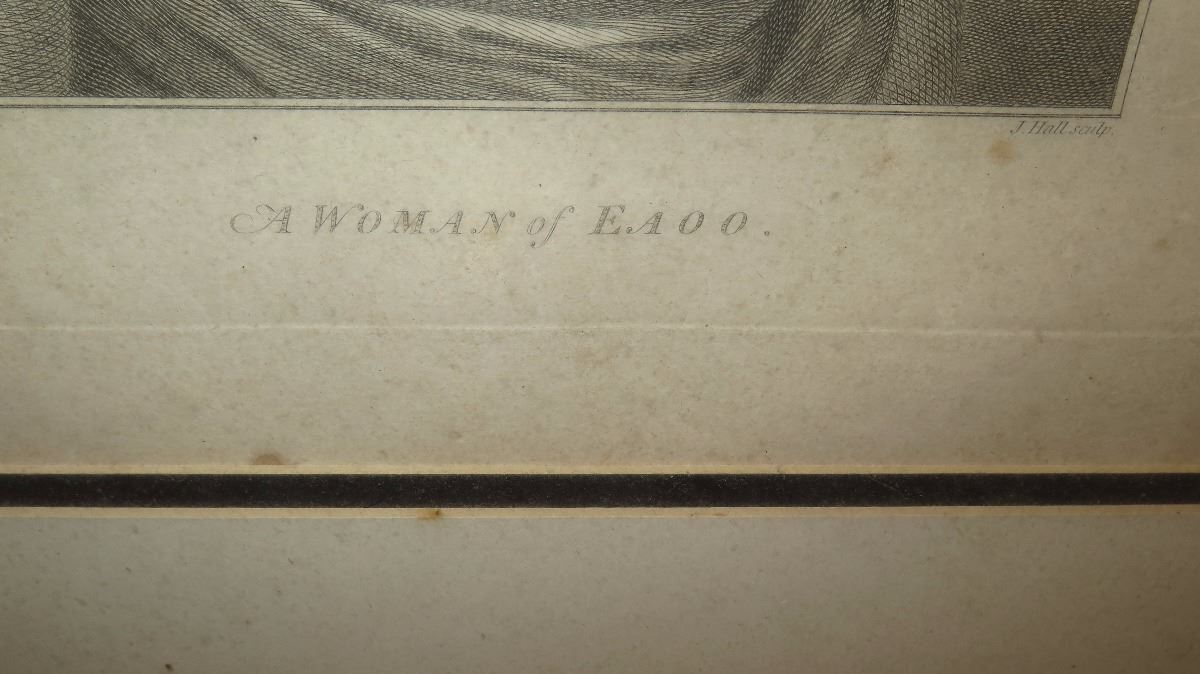 J. Hall sculp.
A WOMAN of EAOO.